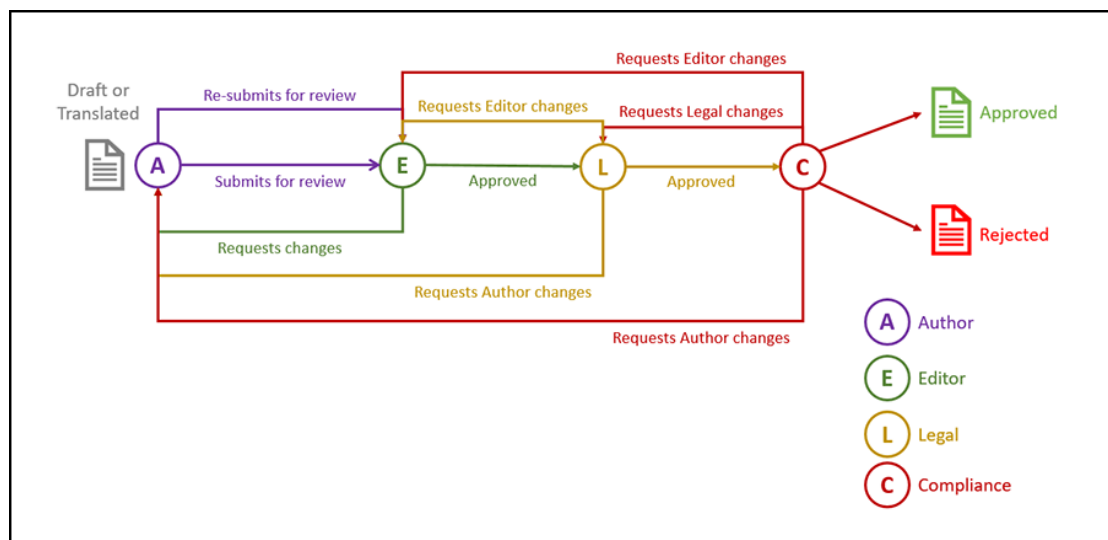 Requests Editor changes
Draft or
Translated
Re-submits for review
Requests Editor changes
Requests Legal changes
Approved
A
E
L
C
Submits for review
Approved
Approved
Requests changes
Rejected
Requests Author changes
Requests Author changes
A Author
E Editor
L Legal
C Compliance